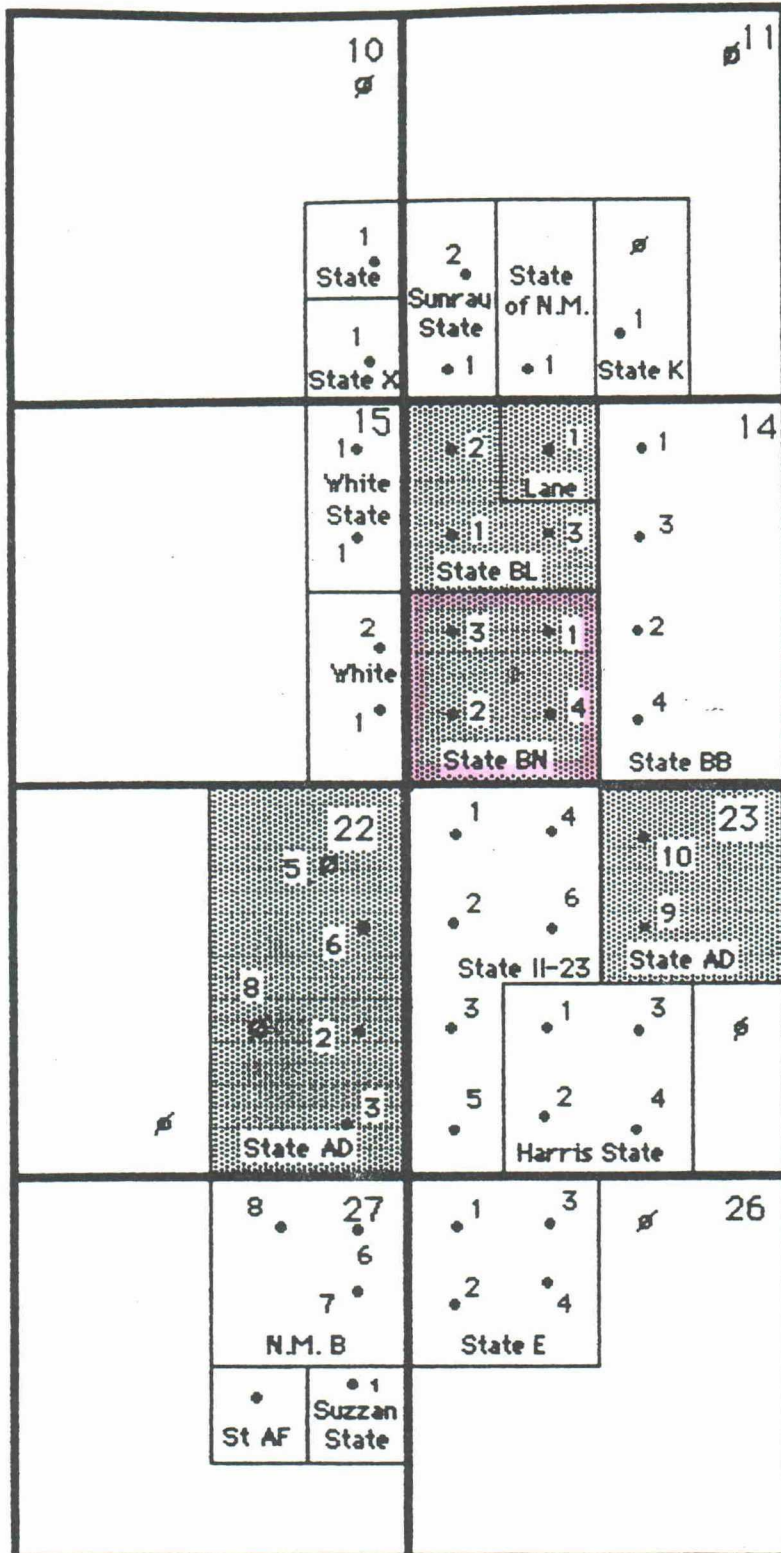 10
11
1
State
2
Sunray
State
1
State
of N.M.
1
1
State K
1
State X
15
1
White
State
1
2
1
Lane
1
3
State BL
14
1
3
2
White
1
3
1
2
4
State BN
2
4
State BB
22
5
6
8
2
3
State AD
1
4
2
6
State II-23
23
10
9
State AD
3
5
1
3
2
4
Harris State
8
27
6
7
N.M. B
1
3
2
4
State E
26
St AF
1
Suzzan
State